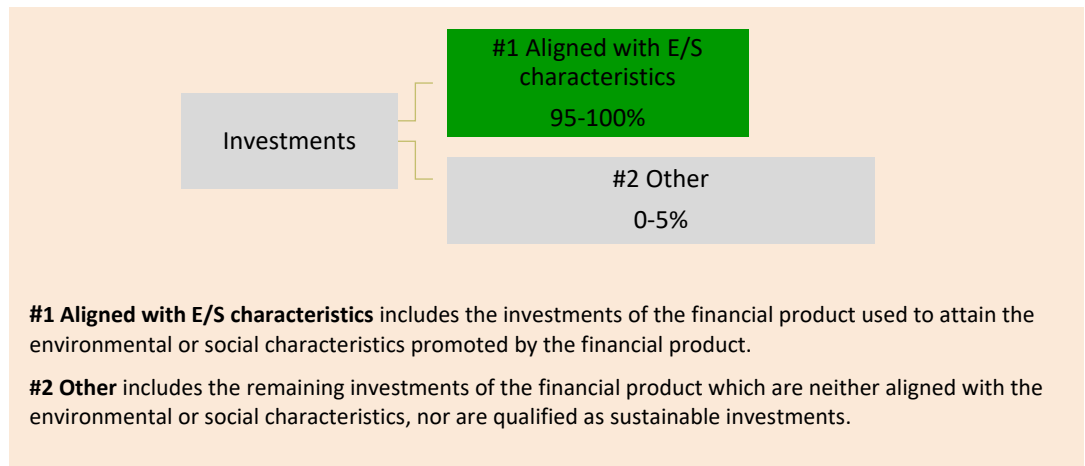 #1 Aligned with E/S
characteristics
95-100%
Investments
#2 Other
0-5%
#1 Aligned with E/S characteristics includes the investments of the financial product used to attain the
environmental or social characteristics promoted by the financial product.
#2 Other includes the remaining investments of the financial product which are neither aligned with the
environmental or social characteristics, nor are qualified as sustainable investments.